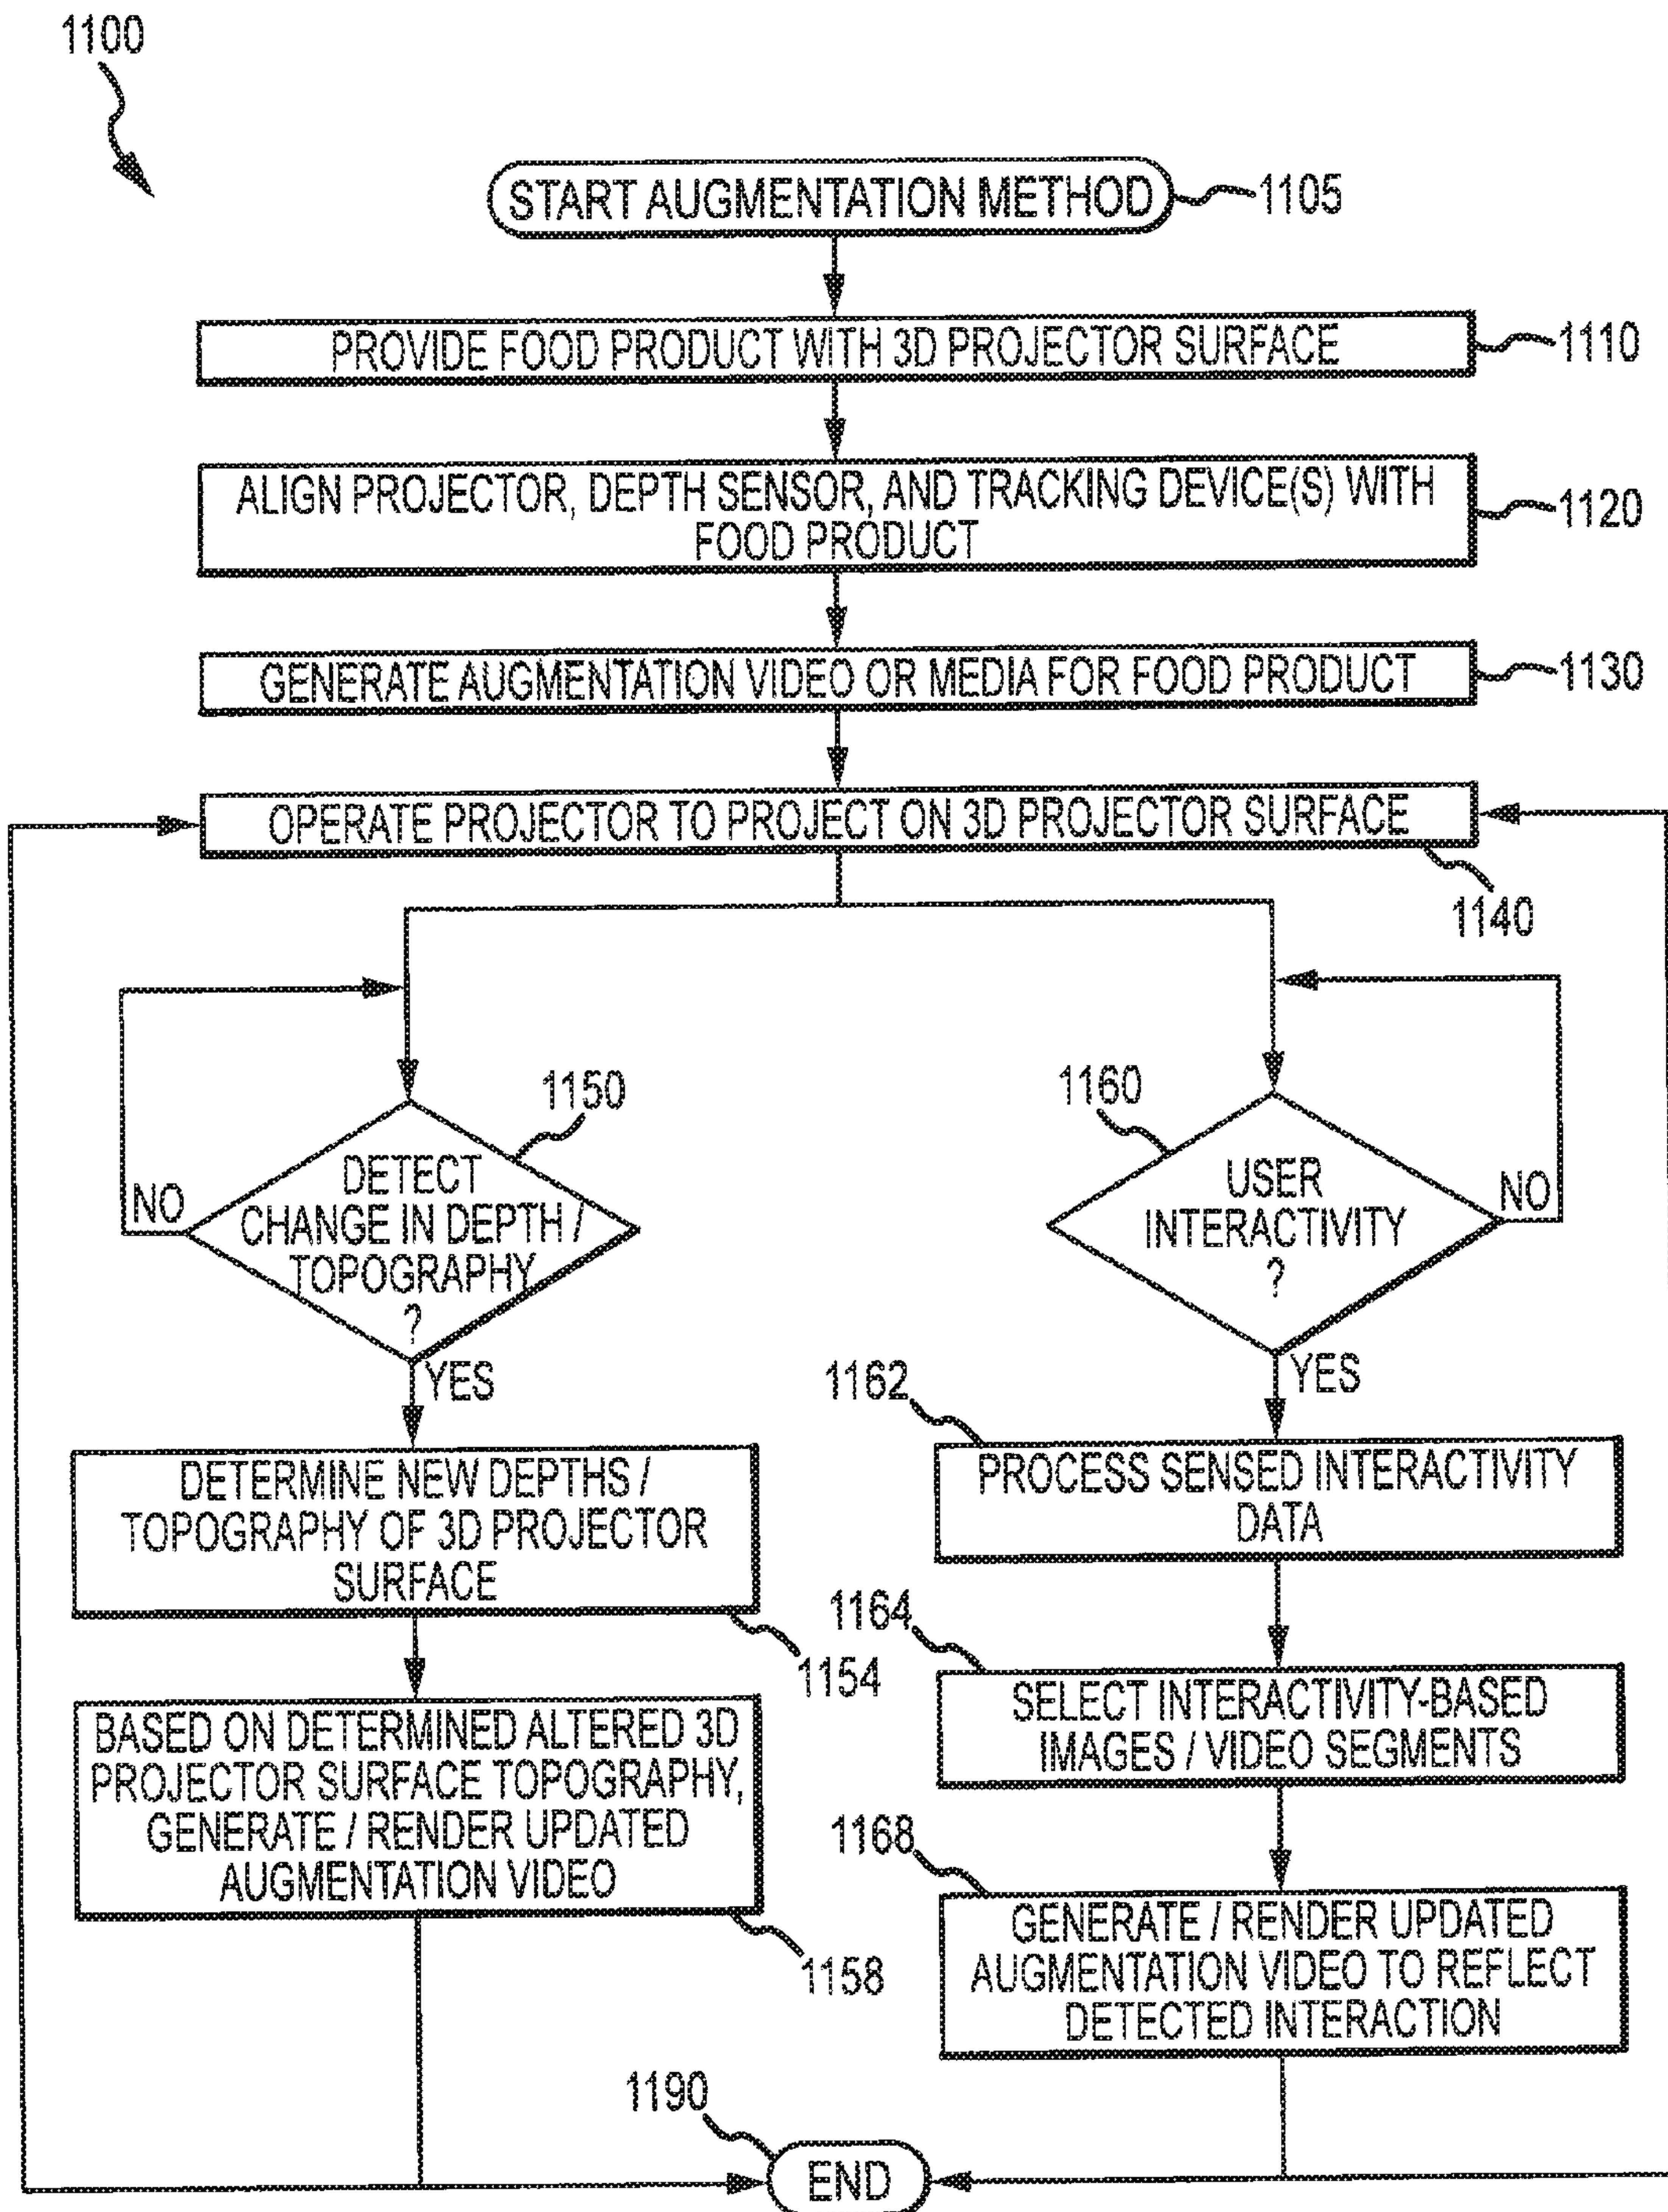 1100
START AUGMENTATION METHOD
1105
PROVIDE FOOD PRODUCT WITH 3D PROJECTOR SURFACE
1110
ALIGN PROJECTOR, DEPTH SENSOR, AND TRACKING DEVICE(S) WITH
FOOD PRODUCT
1120
GENERATE AUGMENTATION VIDEO OR MEDIA FOR FOOD PRODUCT
1130
OPERATE PROJECTOR TO PROJECT ON 3D PROJECTOR SURFACE
1140
1150
DETECT
CHANGE IN DEPTH /
TOPOGRAPHY
?
NO
YES
DETERMINE NEW DEPTHS /
TOPOGRAPHY OF 3D PROJECTOR
SURFACE
1154
BASED ON DETERMINED ALTERED 3D
PROJECTOR SURFACE TOPOGRAPHY,
GENERATE / RENDER UPDATED
AUGMENTATION VIDEO
1158
1160
USER
INTERACTIVITY
?
NO
YES
1162
PROCESS SENSED INTERACTIVITY
DATA
1164
SELECT INTERACTIVITY-BASED
IMAGES / VIDEO SEGMENTS
1168
GENERATE / RENDER UPDATED
AUGMENTATION VIDEO TO REFLECT
DETECTED INTERACTION
1190
END